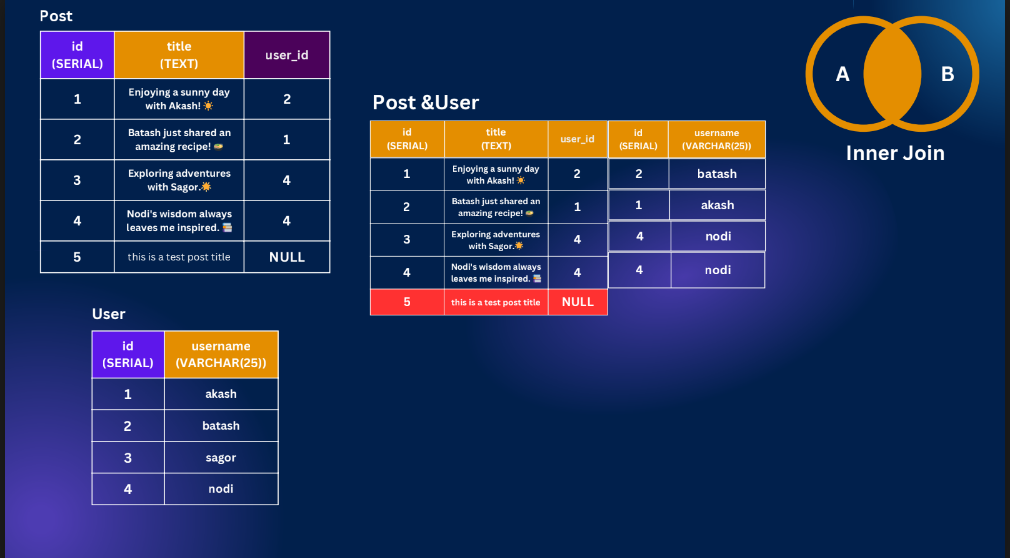 Post
id
(SERIAL)
title
(TEXT)
user_id
1
Enjoying a sunny day
with Akash! ☀️
2
2
Batash just shared an
amazing recipe! 🥘
1
3
Exploring adventures
with Sagor.☀️
4
4
Nodi's wisdom always
leaves me inspired. 📚
4
5
this is a test post title
NULL
Post &User
id
(SERIAL)
title
(TEXT)
user_id
id
(SERIAL)
username
(VARCHAR(25))
1
Enjoying a sunny day
with Akash! ☀️
2
2
batash
2
Batash just shared an
amazing recipe! 🥘
1
1
akash
3
Exploring adventures
with Sagor.☀️
4
4
nodi
4
Nodi's wisdom always
leaves me inspired. 📚
4
4
nodi
5
this is a test post title
NULL
A
B
Inner Join
User
id
(SERIAL)
username
(VARCHAR(25))
1
akash
2
batash
3
sagor
4
nodi